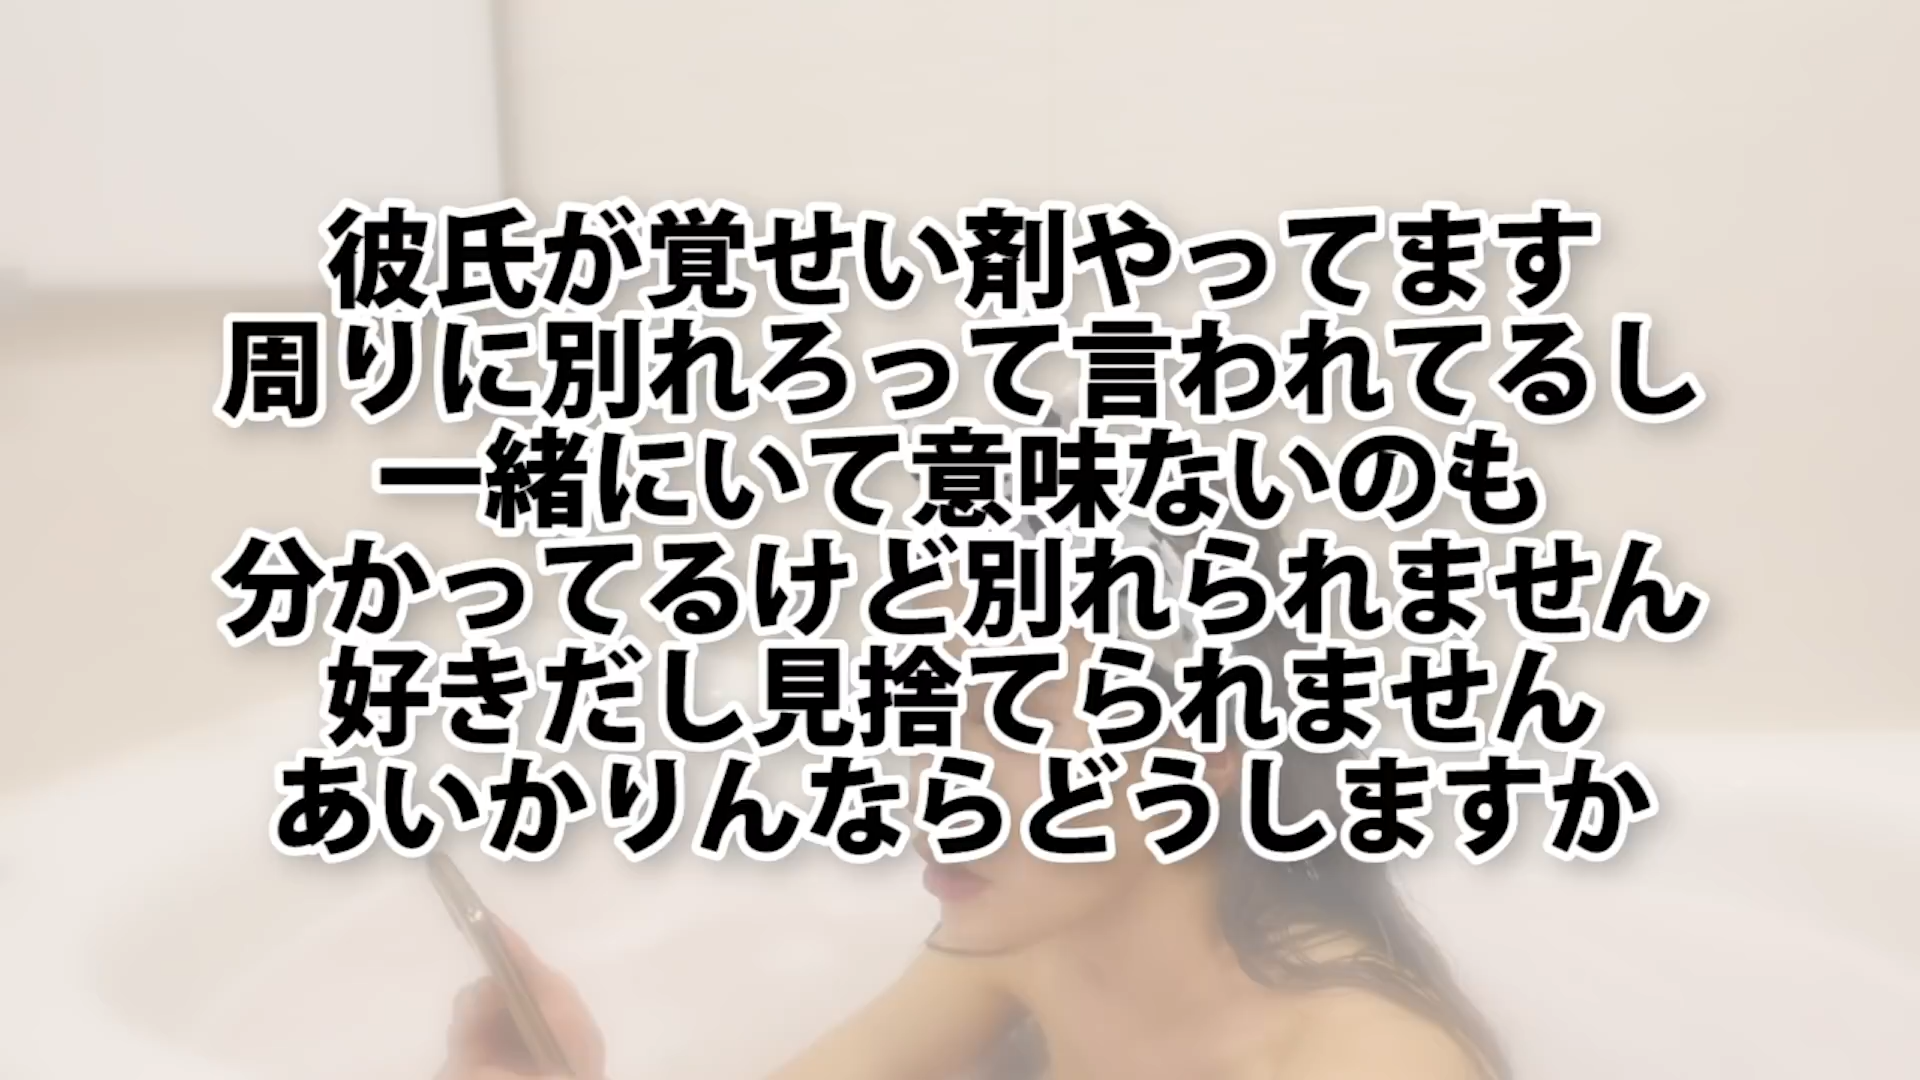 彼氏が覚せい剤やってます
周りに別れろって言われてるし
一緒にいて意味ないのも
分かってるけど別れられません
好きだし見捨てられません
あいかりんならどうしますか